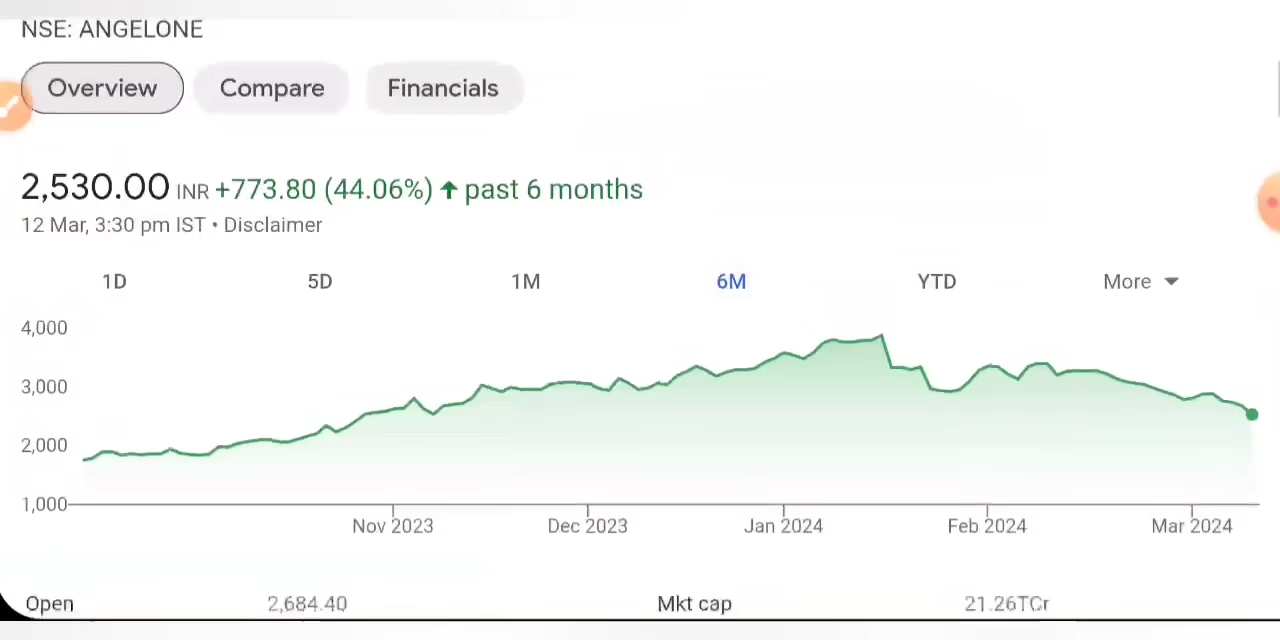 NSE: ANGELONE
Overview Compare Financials
2,530.00 INR +773.80 (44.06%) ↑ past 6 months
12 Mar, 3:30 pm IST • Disclaimer
1D 5D 1M 6M YTD More
4,000
3,000
2,000
1,000
Nov 2023 Dec 2023 Jan 2024 Feb 2024 Mar 2024
Open 2,684.40 Mkt cap 21.26TCr